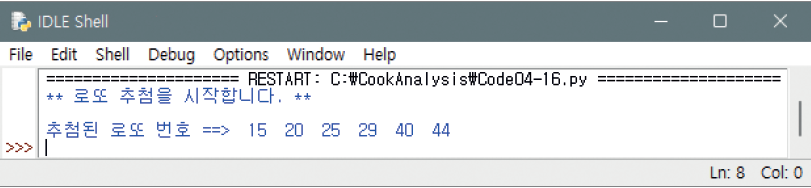 IDLE Shell
File Edit Shell Debug Options Window Help
===================== RESTART: C:₩CookAnalysis₩Code04-16.py =====================
** 로또 추첨을 시작합니다. **
추첨된 로또 번호 ==> 15 20 25 29 40 44
>>>
Ln: 8 Col: 0